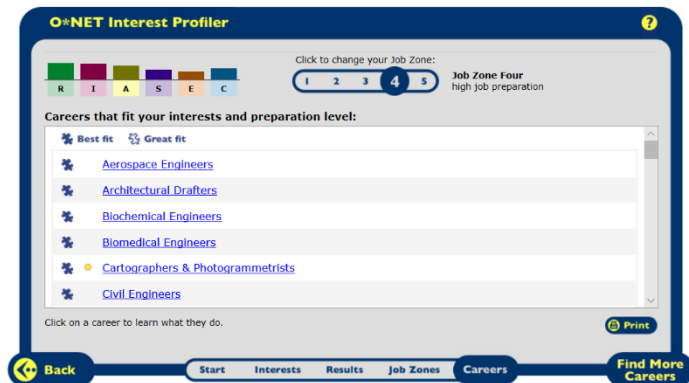 O*NET Interest Profiler
?
Click to change your Job Zone:
1 2 3 4 5
Job Zone Four
high job preparation
R I A S E C
Careers that fit your interests and preparation level:
Best fit Great fit
Aerospace Engineers
Architectural Drafters
Biochemical Engineers
Biomedical Engineers
Cartographers & Photogrammetrists
Civil Engineers
Click on a career to learn what they do.
Print
Back
Start Interests Results Job Zones Careers
Find More
Careers